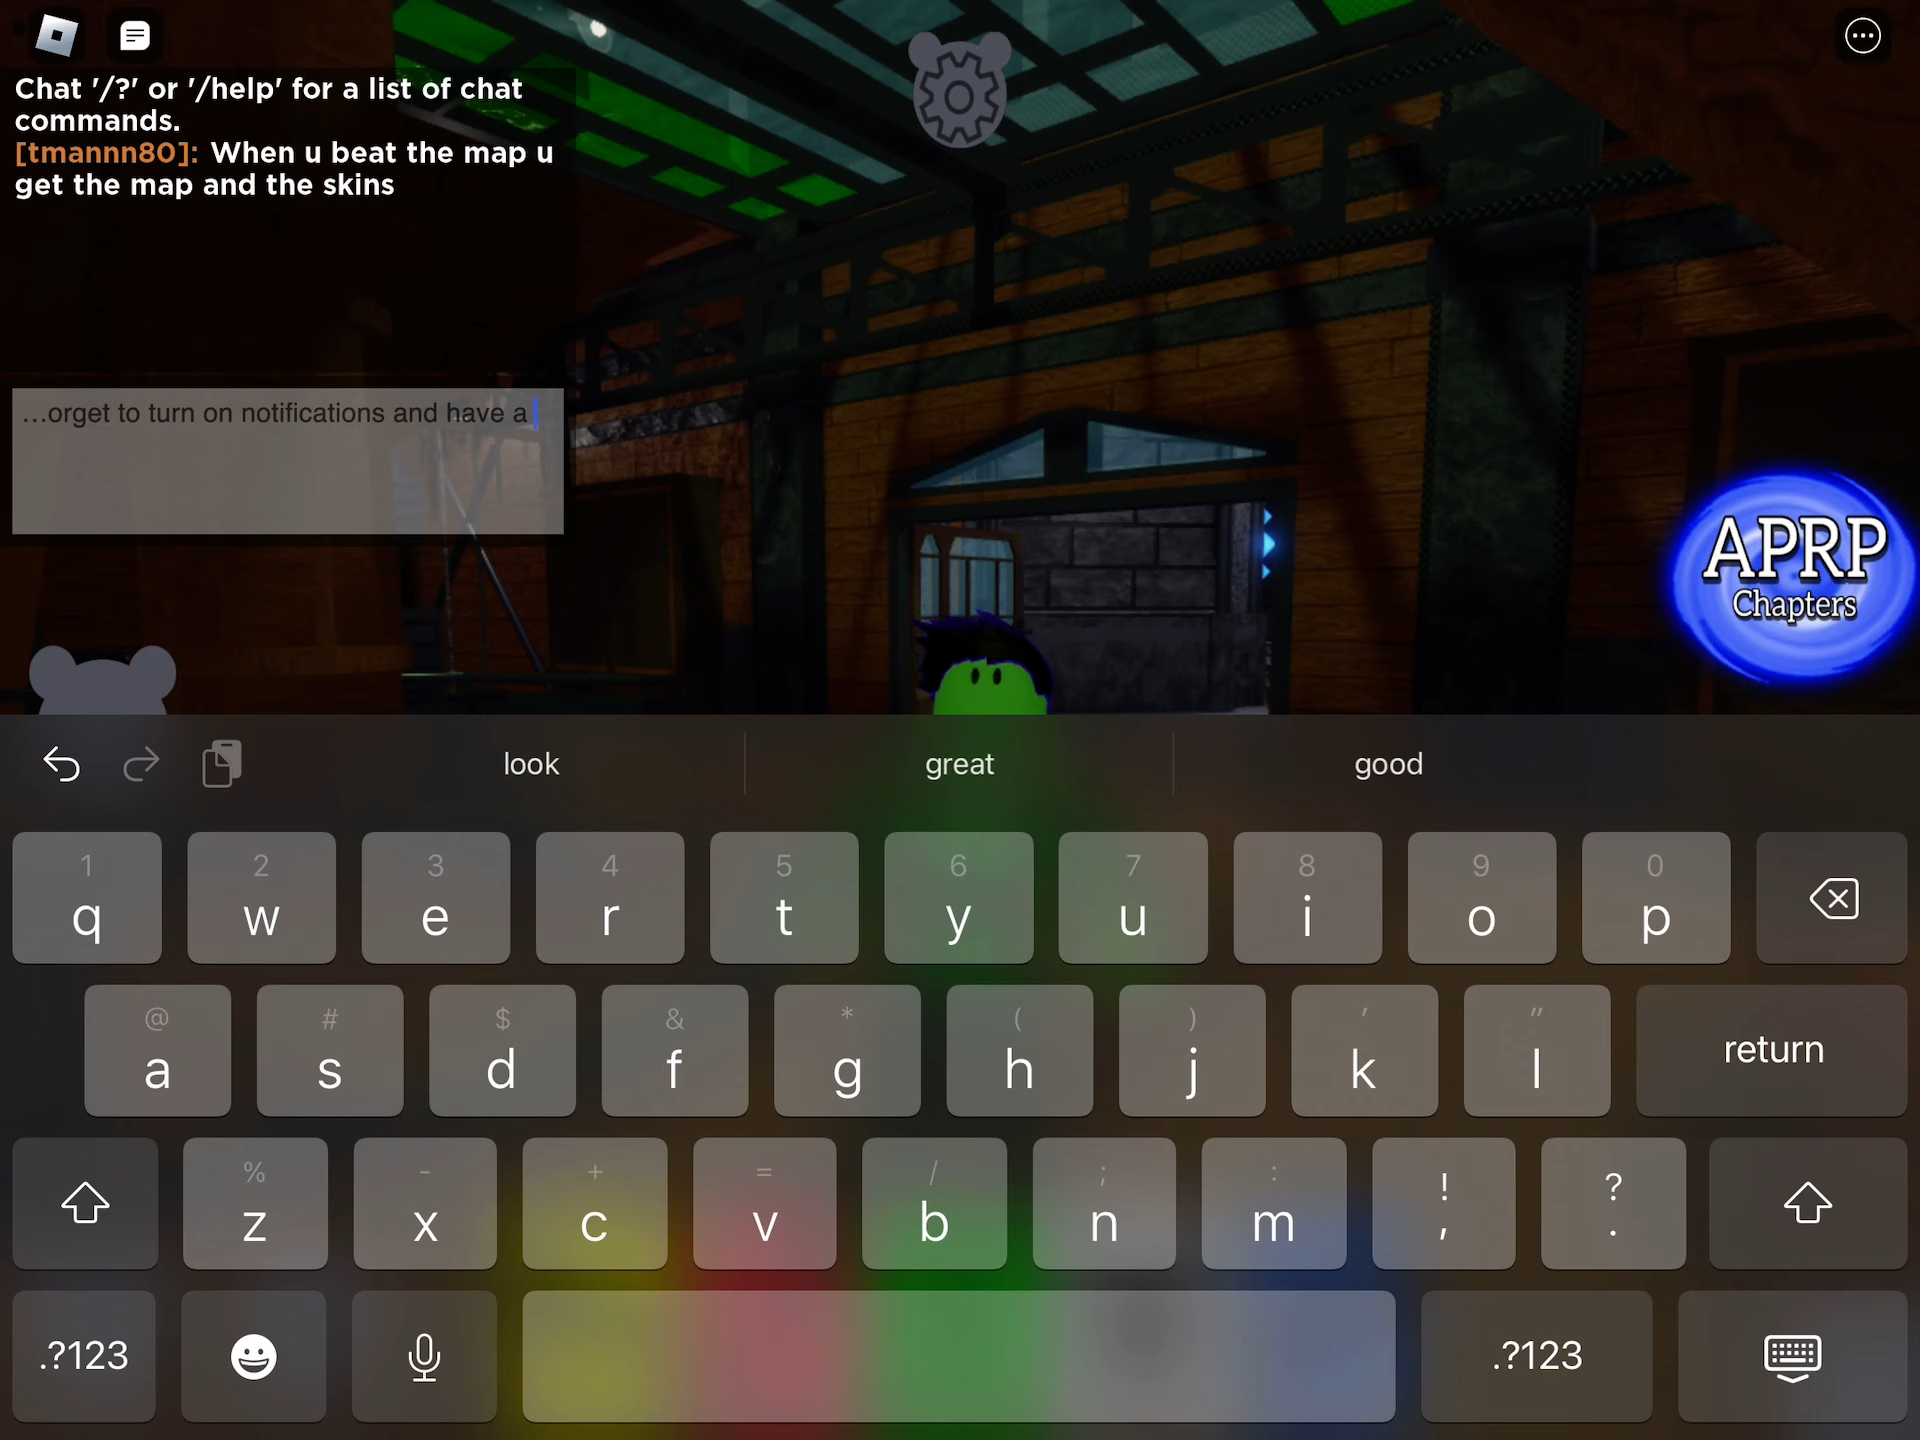 Chat '/?' or '/help' for a list of chat
commands.
[tmannn80]: When u beat the map u
get the map and the skins
...orget to turn on notifications and have a
APRP
Chapters
look great good
1 2 3 4 5 6 7 8 9 0
q w e r t y u i o p
@ # $ & * ( ) ' "
a s d f g h j k l return
% - + = / ; : ! ?
z x c v b n m , .
.?123 .?123